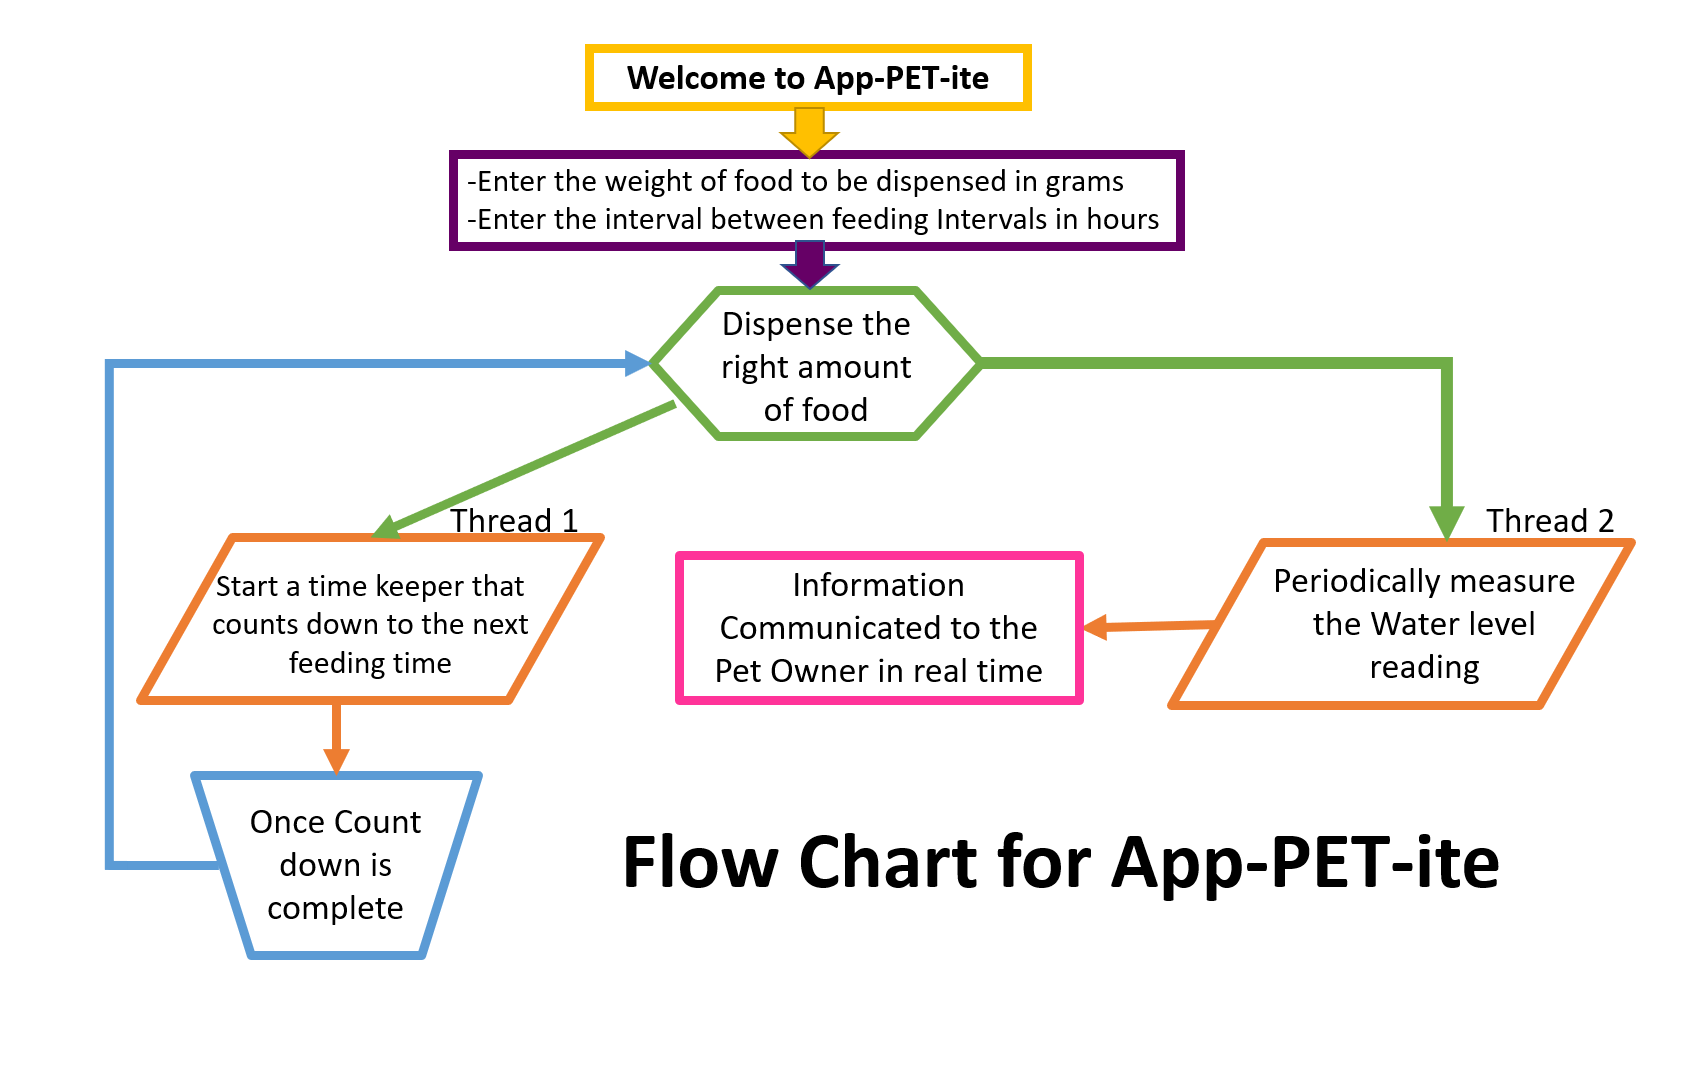 Welcome to App-PET-ite
-Enter the weight of food to be dispensed in grams
-Enter the interval between feeding Intervals in hours
Dispense the
right amount
of food
Thread 1
Start a time keeper that
counts down to the next
feeding time
Once Count
down is
complete
Thread 2
Periodically measure
the Water level
reading
Information
Communicated to the
Pet Owner in real time
Flow Chart for App-PET-ite